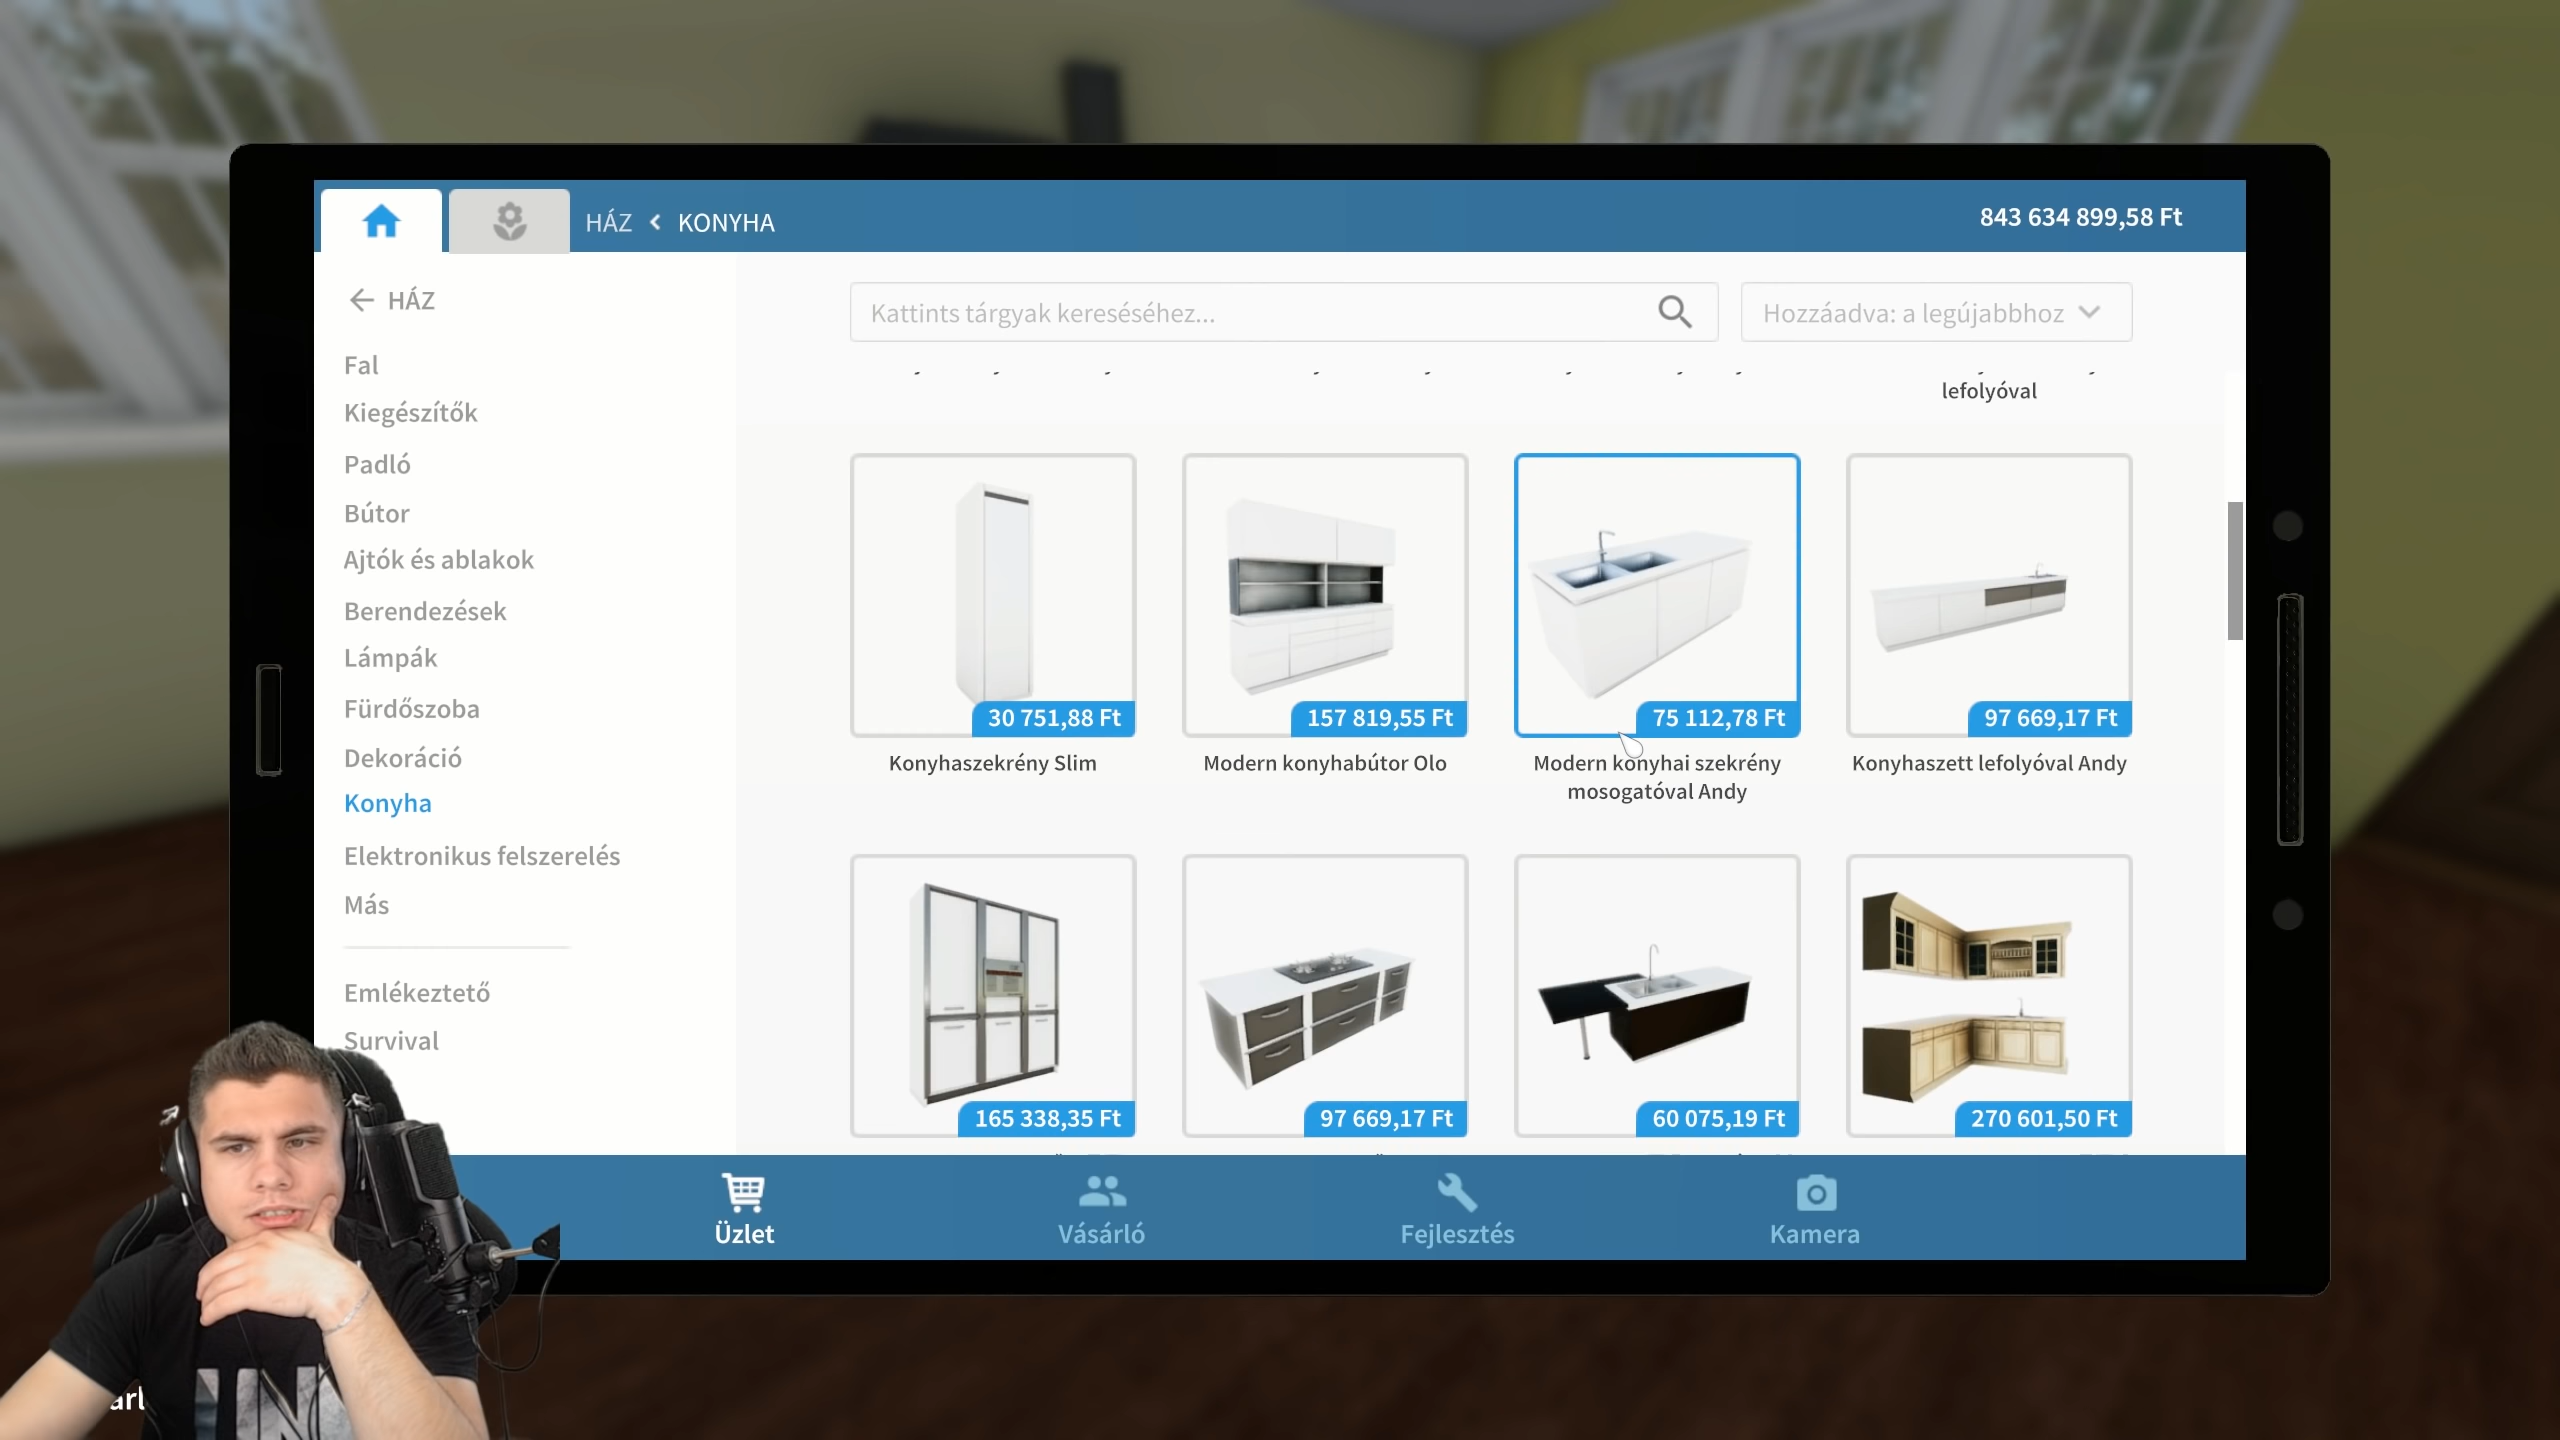 HÁZ
KONYHA
843 634 899,58 Ft
HÁZ
Kattints tárgyak kereséséhez...
Hozzáadva: a legújabbhoz
Fal
Kiegészítők
Padló
Bútor
Ajtók és ablakok
Berendezések
Lámpák
Fürdőszoba
Dekoráció
Konyha
Elektronikus felszerelés
Más
Emlékeztető
Survival
lefolyóval
30 751,88 Ft
157 819,55 Ft
75 112,78 Ft
97 669,17 Ft
Konyhaszekrény Slim
Modern konyhabútor Olo
Modern konyhai szekrény
mosogatóval Andy
Konyhaszett lefolyóval Andy
165 338,35 Ft
97 669,17 Ft
60 075,19 Ft
270 601,50 Ft
Üzlet
Vásárló
Fejlesztés
Kamera